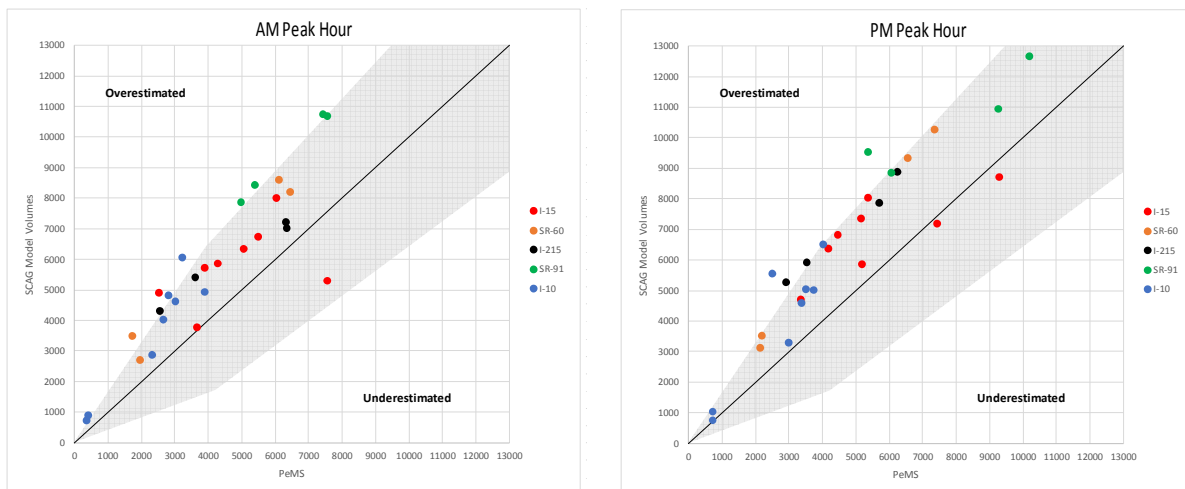 AM Peak Hour
13000
12000
11000
10000
9000
8000
7000
6000
5000
4000
3000
2000
1000
0
SCAG Model Volumes
Overestimated
Underestimated
0 1000 2000 3000 4000 5000 6000 7000 8000 9000 10000 11000 12000 13000
PeMS
I-15
SR-60
I-215
SR-91
I-10
PM Peak Hour
13000
12000
11000
10000
9000
8000
7000
6000
5000
4000
3000
2000
1000
0
SCAG Model Volumes
Overestimated
Underestimated
0 1000 2000 3000 4000 5000 6000 7000 8000 9000 10000 11000 12000 13000
PeMS
I-15
SR-60
I-215
SR-91
I-10